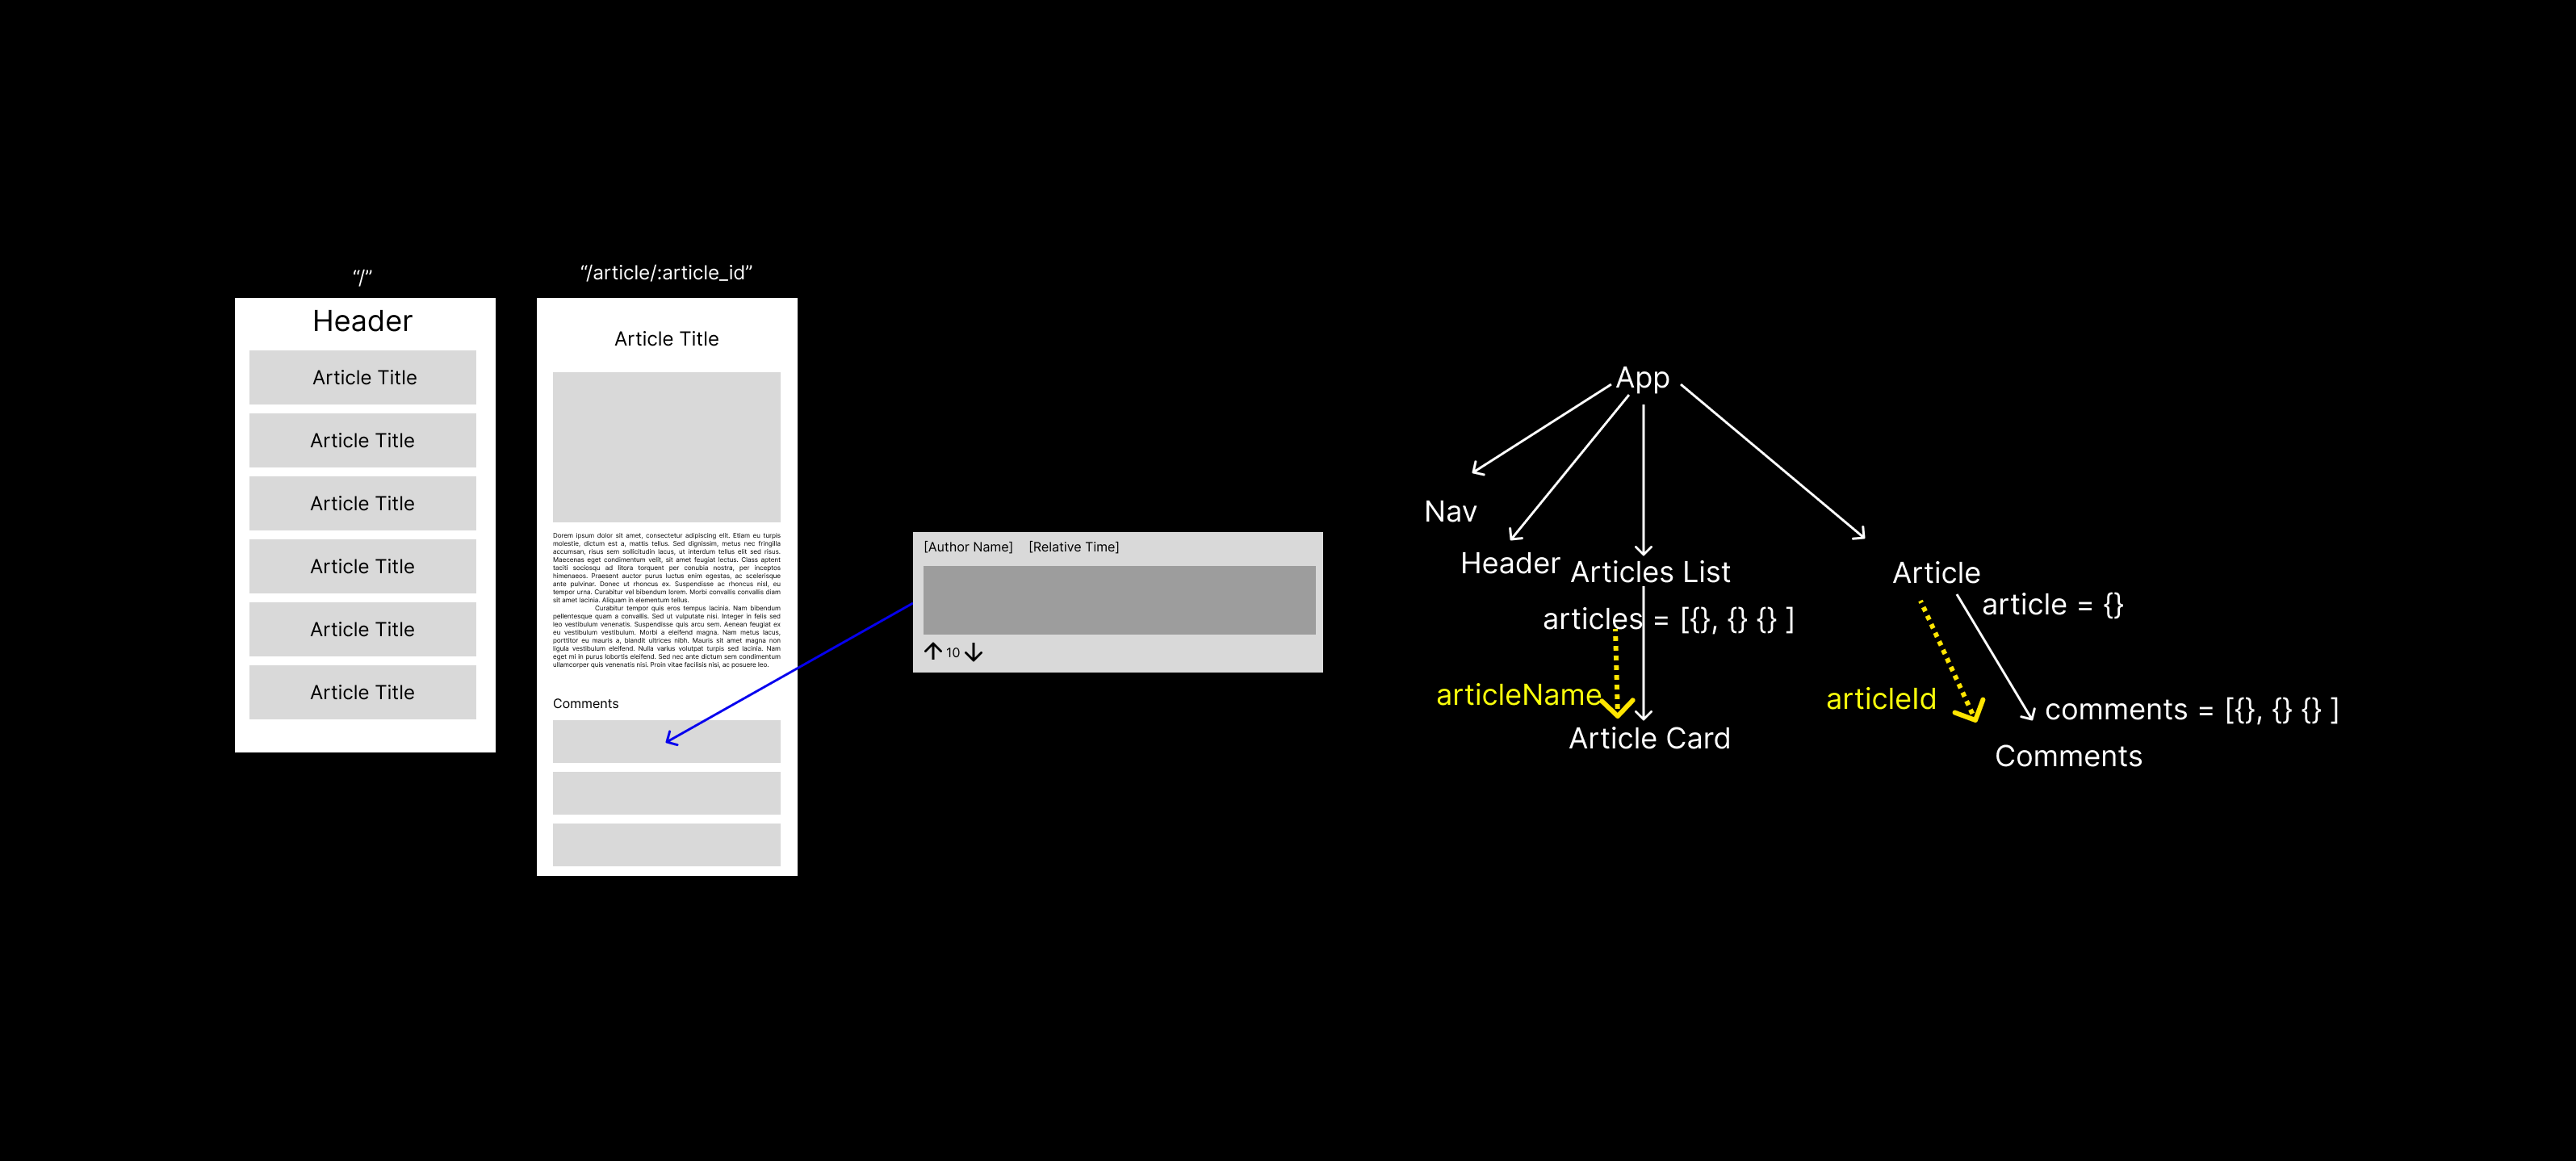 “/”
Header
Article Title
Article Title
Article Title
Article Title
Article Title
Article Title
“/article/:article_id”
Article Title
Dorem ipsum dolor sit amet, consectetur adipiscing elit. Etiam eu turpis
molestie, dictum est a, mattis tellus. Sed dignissim, metus nec fringilla
accumsan, risus sem sollicitudin lacus, ut interdum tellus elit sed risus.
Maecenas eget condimentum velit, sit amet feugiat lectus. Class aptent
taciti sociosqu ad litora torquent per conubia nostra, per inceptos
himenaeos. Praesent auctor purus luctus enim egestas, ac scelerisque
ante pulvinar. Donec ut rhoncus ex. Suspendisse ac rhoncus nisl, eu
tempor urna. Curabitur vel bibendum lorem. Morbi convallis convallis diam
sit amet lacinia. Aliquam in elementum tellus.
Curabitur tempor quis eros tempus lacinia. Nam bibendum
pellentesque quam a convallis. Sed ut vulputate nisi. Integer in felis sed
leo vestibulum venenatis. Suspendisse quis arcu sem. Aenean feugiat ex
eu vestibulum vestibulum. Morbi a eleifend magna. Nam metus lacus,
porttitor eu mauris a, blandit ultrices nibh. Mauris sit amet magna non
ligula vestibulum eleifend. Nulla varius volutpat turpis sed lacinia. Nam
eget mi in purus lobortis eleifend. Sed nec ante dictum sem condimentum
ullamcorper quis venenatis nisi. Proin vitae facilisis nisi, ac posuere leo.
Comments
[Author Name] [Relative Time]
10
App
Nav
Header
Articles List
articles = [{}, {} {} ]
articleName
Article Card
Article
article = {}
articleId
comments = [{}, {} {} ]
Comments